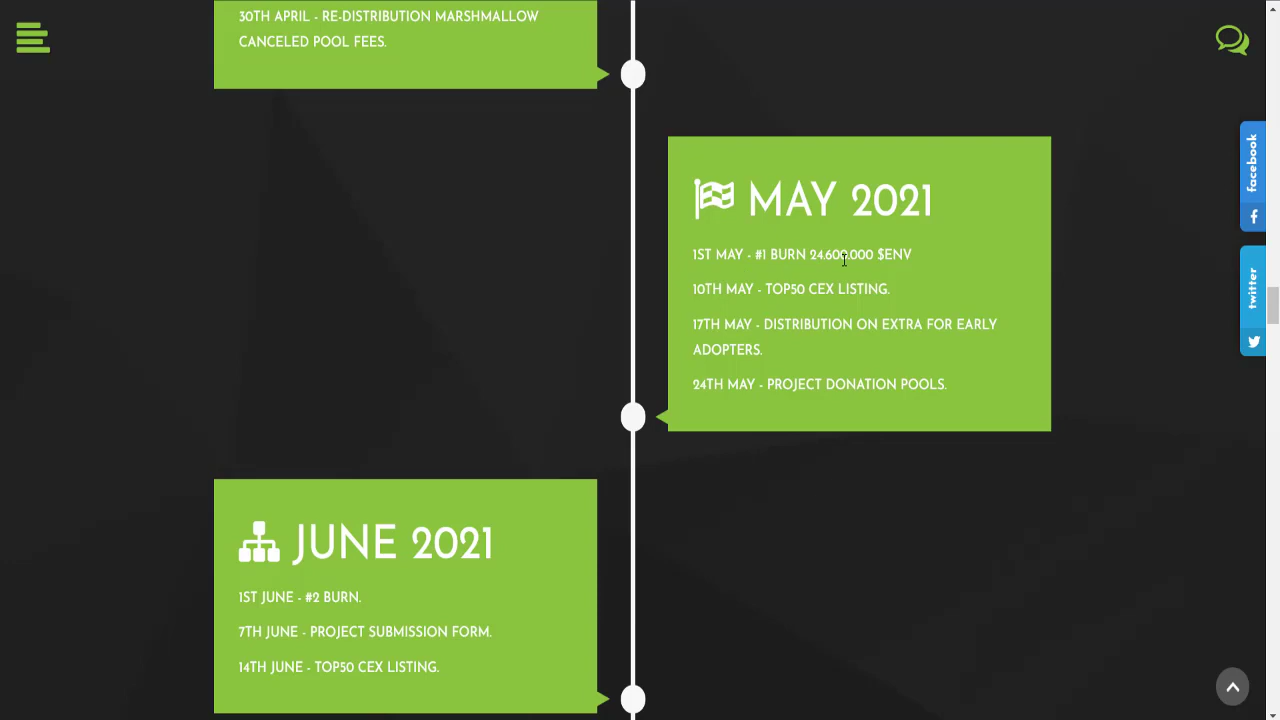 30TH APRIL - RE-DISTRIBUTION MARSHMALLOW
CANCELED POOL FEES.
MAY 2021
1ST MAY - #1 BURN 24.600.000 $ENV
10TH MAY - TOP50 CEX LISTING.
17TH MAY - DISTRIBUTION ON EXTRA FOR EARLY
ADOPTERS.
24TH MAY - PROJECT DONATION POOLS.
JUNE 2021
1ST JUNE - #2 BURN.
7TH JUNE - PROJECT SUBMISSION FORM.
14TH JUNE - TOP50 CEX LISTING.
facebook
twitter